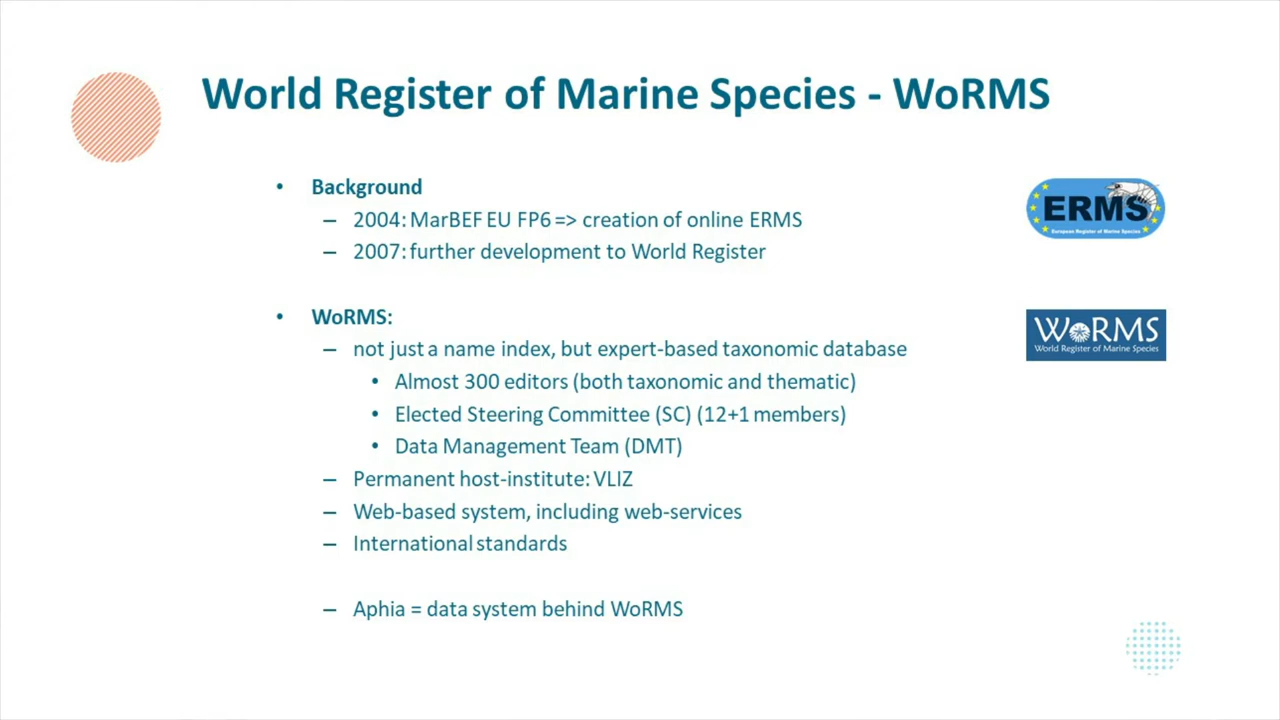 World Register of Marine Species - WoRMS
• Background
– 2004: MarBEF EU FP6 => creation of online ERMS
– 2007: further development to World Register
ERMS
European Register of Marine Species
• WoRMS:
– not just a name index, but expert-based taxonomic database
• Almost 300 editors (both taxonomic and thematic)
• Elected Steering Committee (SC) (12+1 members)
• Data Management Team (DMT)
– Permanent host-institute: VLIZ
– Web-based system, including web-services
– International standards
– Aphia = data system behind WoRMS
WoRMS
World Register of Marine Species